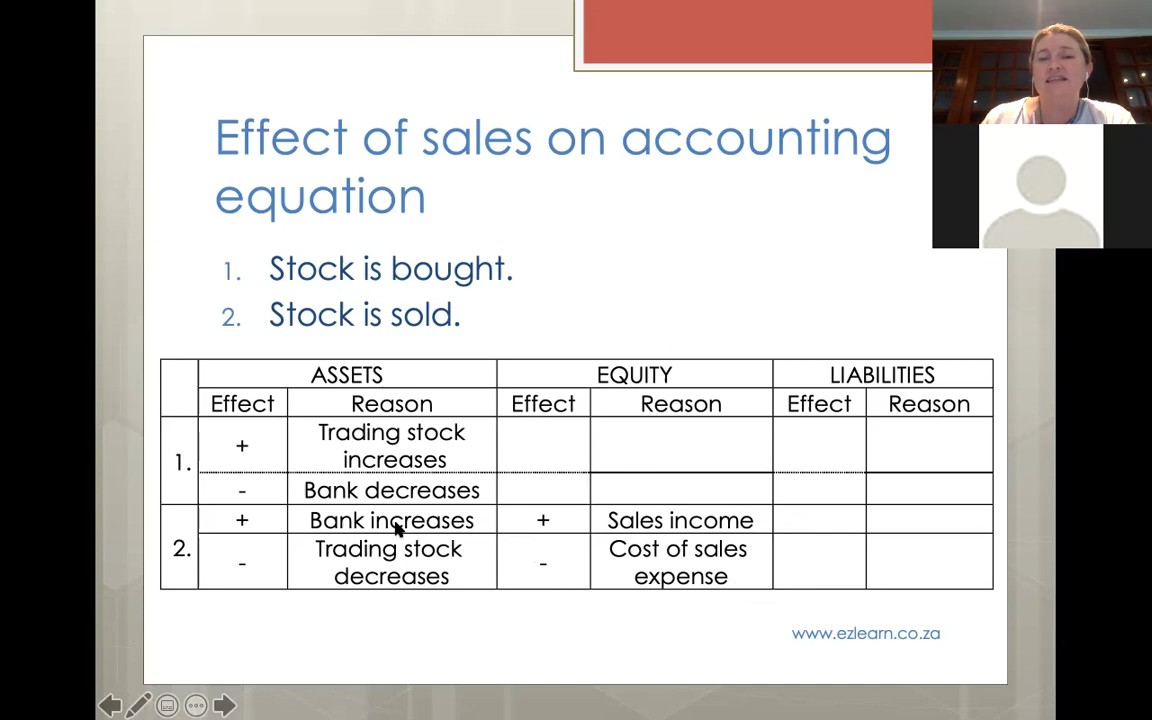 Effect of sales on accounting
equation
1. Stock is bought.
2. Stock is sold.
ASSETS EQUITY LIABILITIES
Effect Reason Effect Reason Effect Reason
1. + Trading stock
increases
- Bank decreases
2. + Bank increases + Sales income
- Trading stock
decreases - Cost of sales
expense
www.ezlearn.co.za